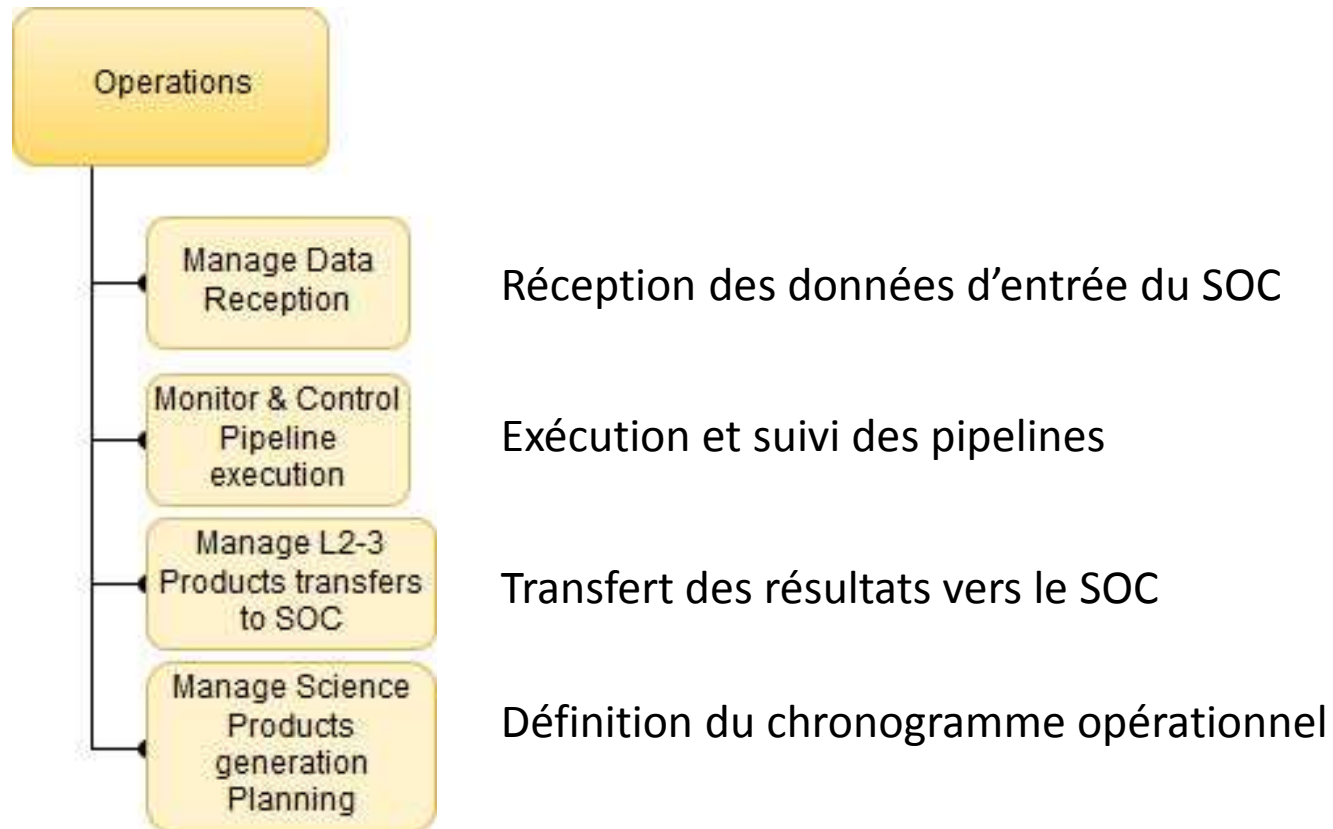 Operations
Manage Data
Reception
Réception des données d’entrée du SOC
Monitor & Control
Pipeline
execution
Exécution et suivi des pipelines
Manage L2-3
Products transfers
to SOC
Transfert des résultats vers le SOC
Manage Science
Products
generation
Planning
Définition du chronogramme opérationnel